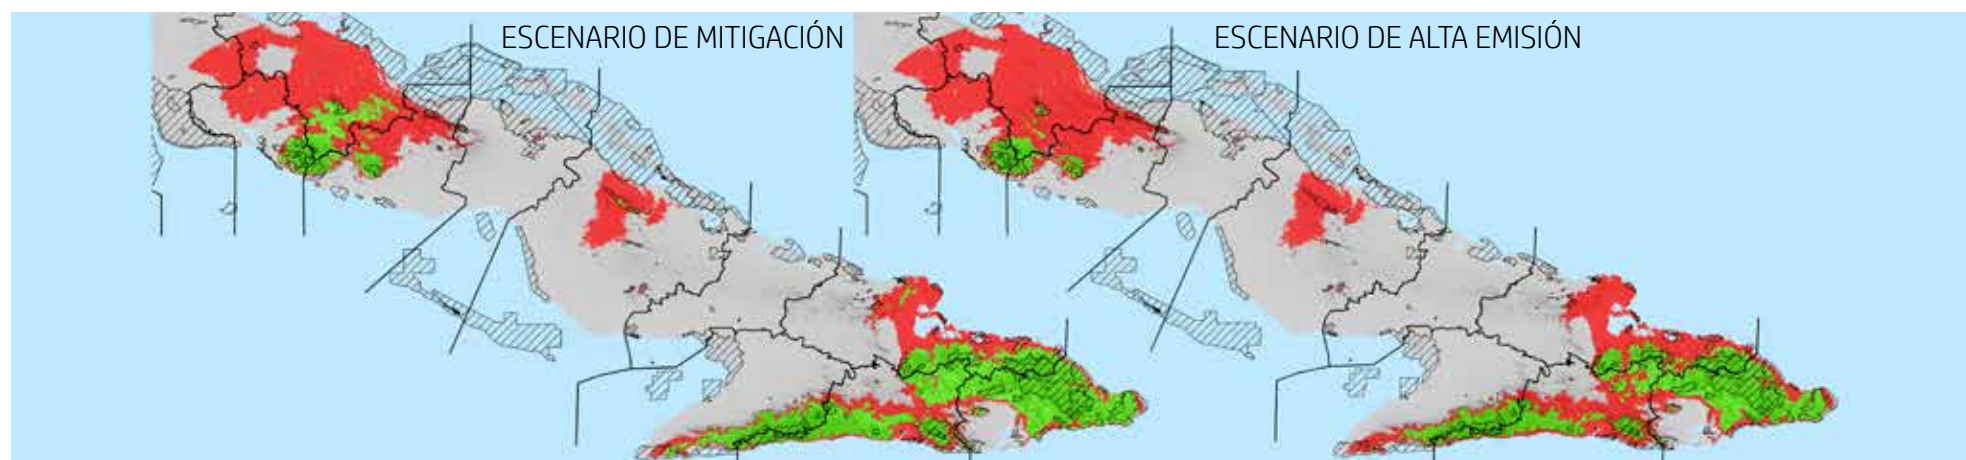 ESCENARIO DE MITIGACIÓN
ESCENARIO DE ALTA EMISIÓN